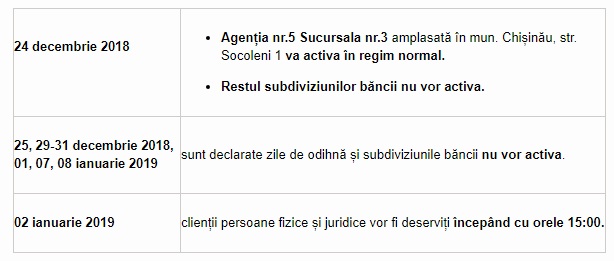 24 decembrie 2018
• Agenția nr.5 Sucursala nr.3 amplasată în mun. Chișinău, str.
Socoleni 1 va activa în regim normal.
• Restul subdiviziunilor băncii nu vor activa.
25, 29-31 decembrie 2018,
01, 07, 08 ianuarie 2019
sunt declarate zile de odihnă și subdiviziunile băncii nu vor activa.
02 ianuarie 2019
clienții persoane fizice și juridice vor fi deserviți începând cu orele 15:00.